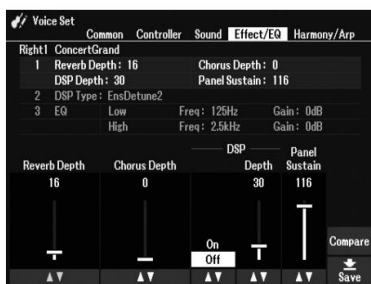 Voice Set
Common Controller Sound Effect/EQ Harmony/Arp
Right1 ConcertGrand
1 Reverb Depth: 16 Chorus Depth: 0
DSP Depth: 30 Panel Sustain: 116
2 DSP Type: EnsDetune2
3 EQ Low Freq: 125Hz Gain: 0dB
High Freq: 2.5kHz Gain: 0dB
DSP Panel
Reverb Depth Chorus Depth Depth Sustain
16 0 30 116
On
Off
Compare
Save